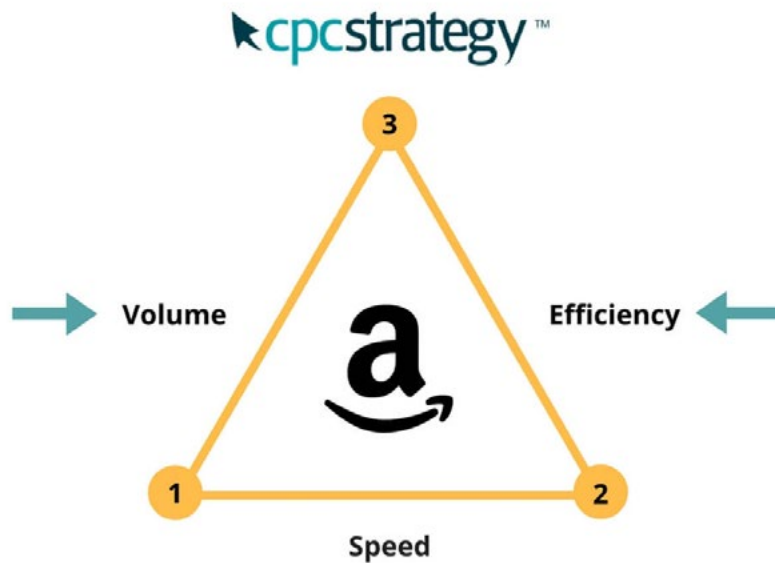 cpcstrategy™
3
Volume
Efficiency
a
1
2
Speed